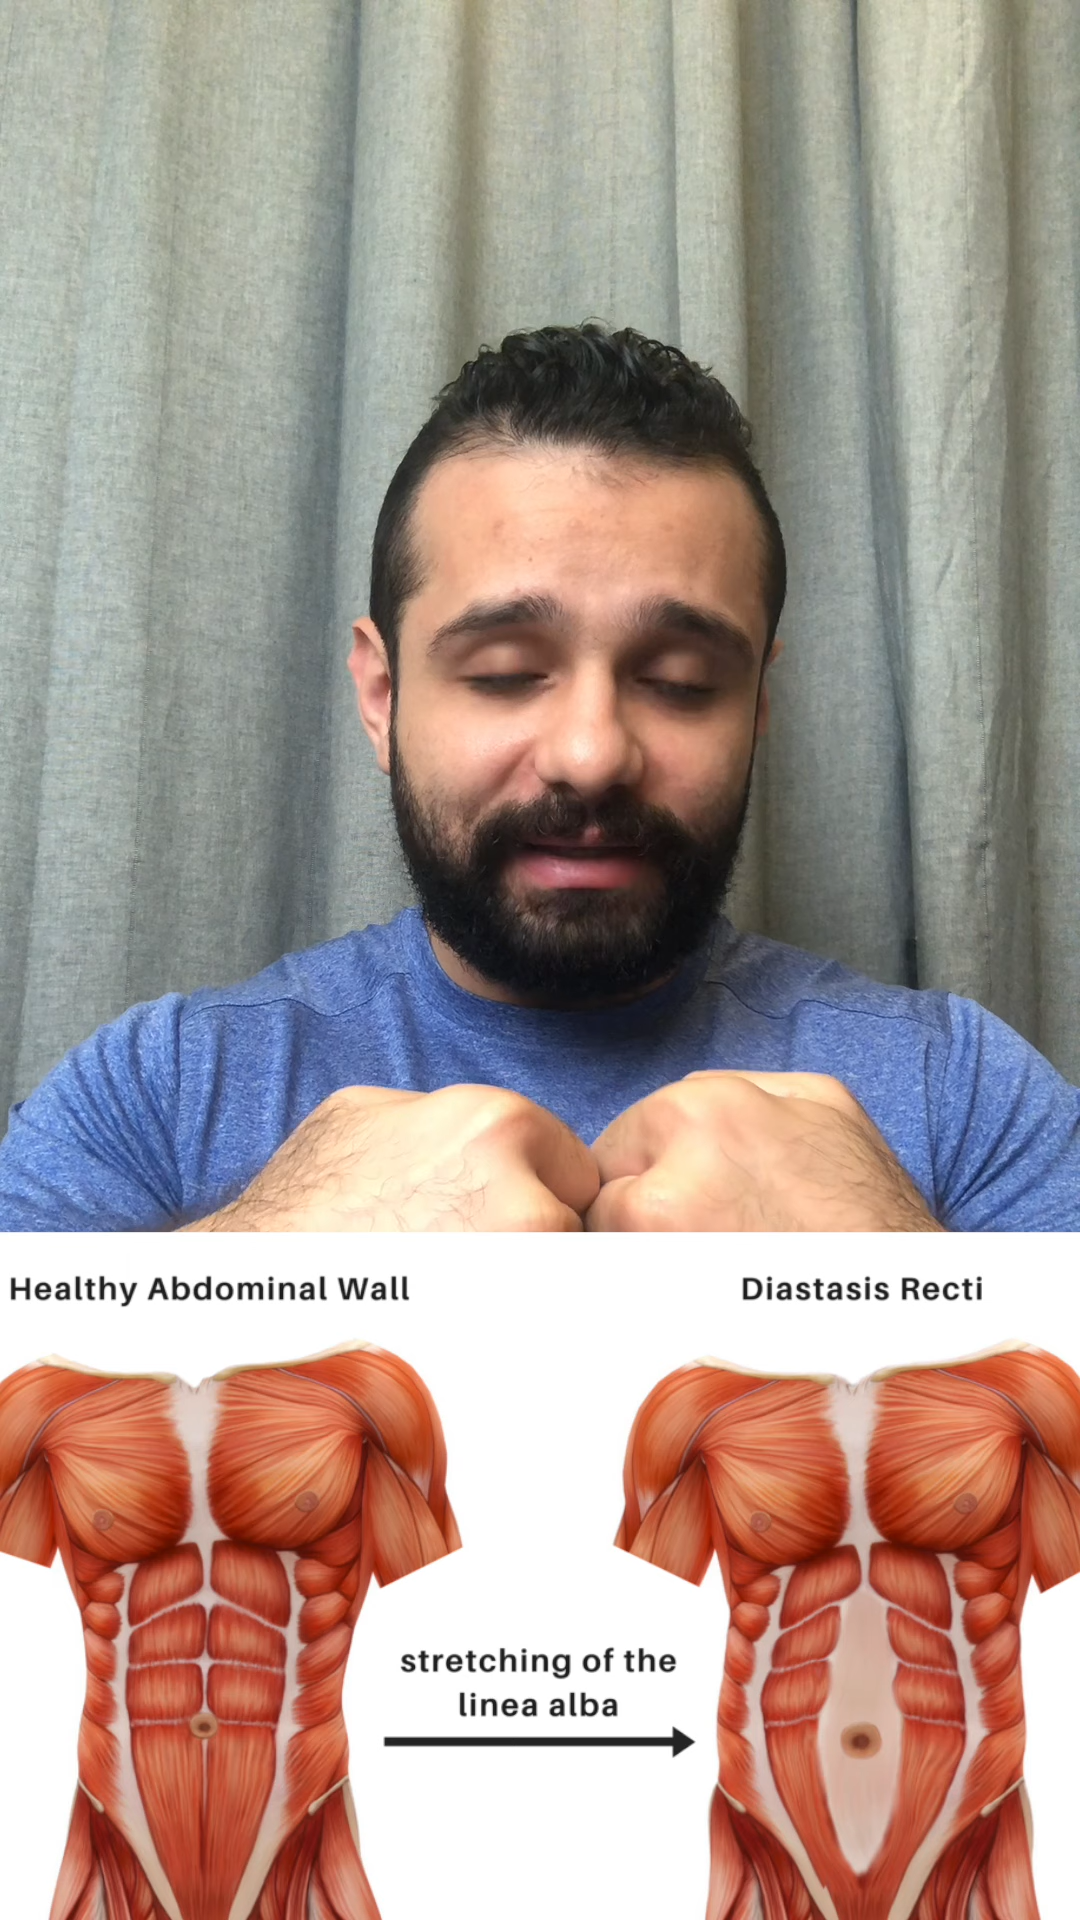 Healthy Abdominal Wall
Diastasis Recti
stretching of the
linea alba